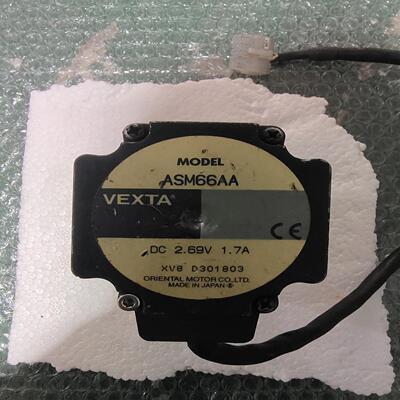 MODEL
ASM66AA
VEXTA®
CE
DC 2.69V 1.7A
XV8 D301803
ORIENTAL MOTOR CO.,LTD.
MADE IN JAPAN